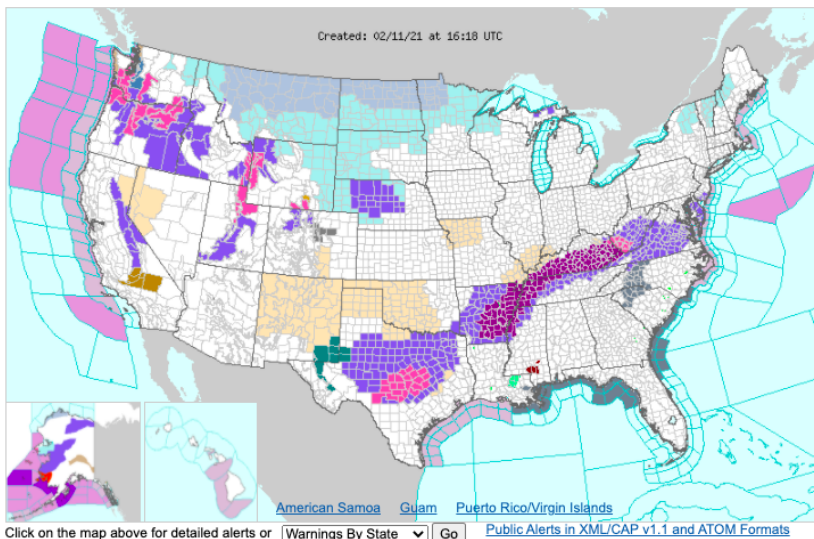 Created: 02/11/21 at 16:18 UTC
American Samoa Guam Puerto Rico/Virgin Islands
Click on the map above for detailed alerts or Warnings By State Go Public Alerts in XML/CAP v1.1 and ATOM Formats